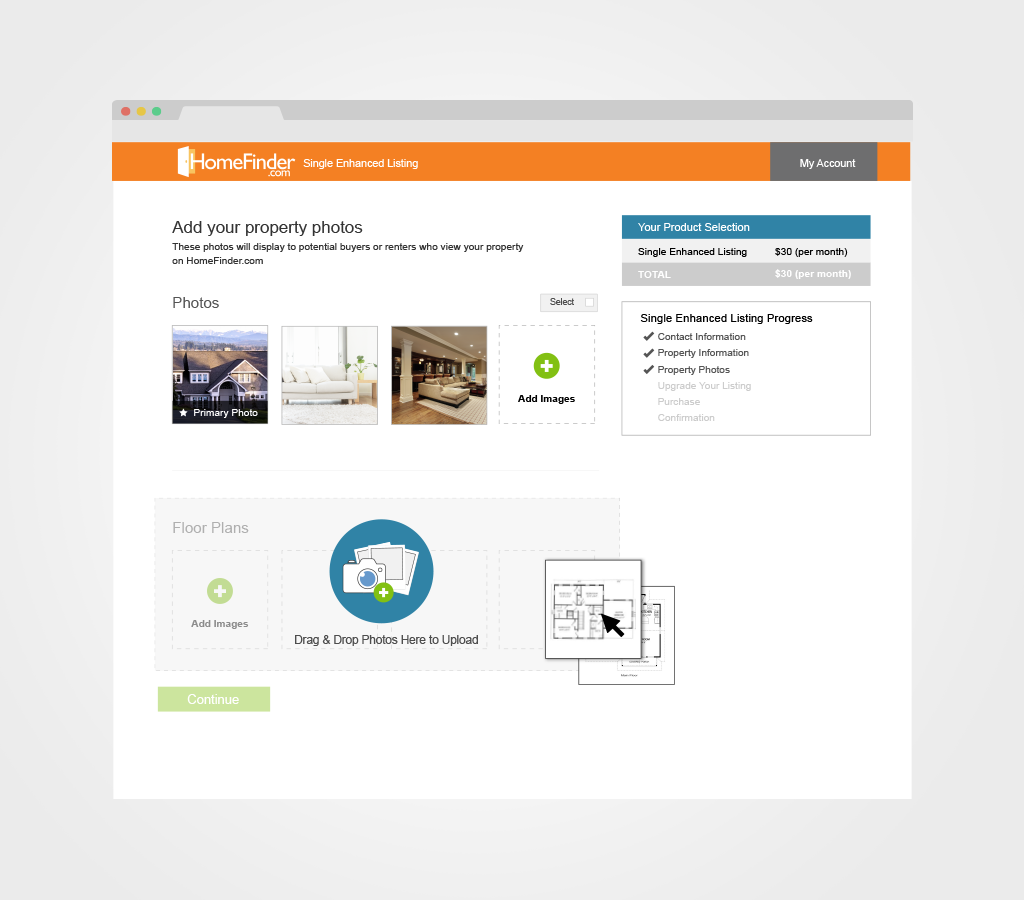 HomeFinder
.com
Single Enhanced Listing
My Account
Add your property photos
These photos will display to potential buyers or renters who view your property
on HomeFinder.com
Photos
Select
Primary Photo
Add Images
Your Product Selection
Single Enhanced Listing $30 (per month)
TOTAL $30 (per month)
Single Enhanced Listing Progress
Contact Information
Property Information
Property Photos
Upgrade Your Listing
Purchase
Confirmation
Floor Plans
Add Images
Drag & Drop Photos Here to Upload
Continue